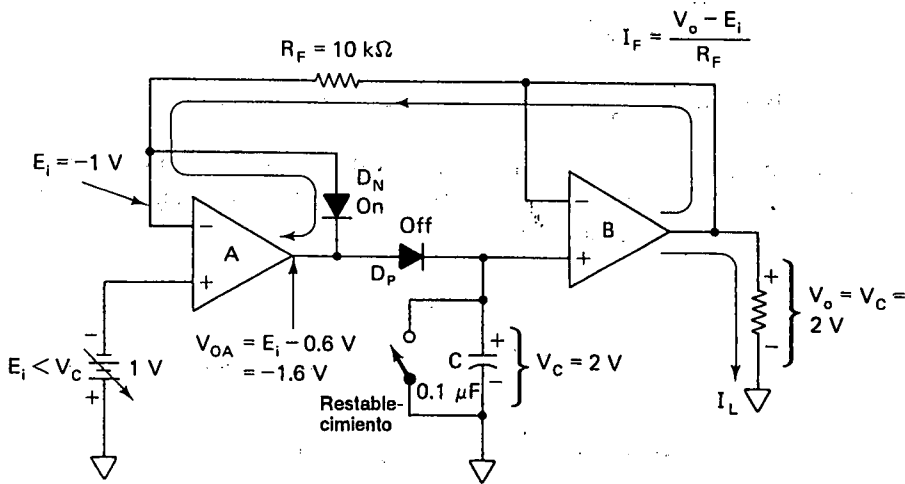 I_F = (V_o − E_i) / R_F
R_F = 10 kΩ
E_i = −1 V
D_N
On
−
A
+
Off
D_P
−
B
+
V_OA = E_i − 0.6 V
= −1.6 V
−
E_i < V_C
1 V
+
Restable-
cimiento
C
0.1 μF
+
−
V_C = 2 V
+
−
V_o = V_C =
2 V
I_L